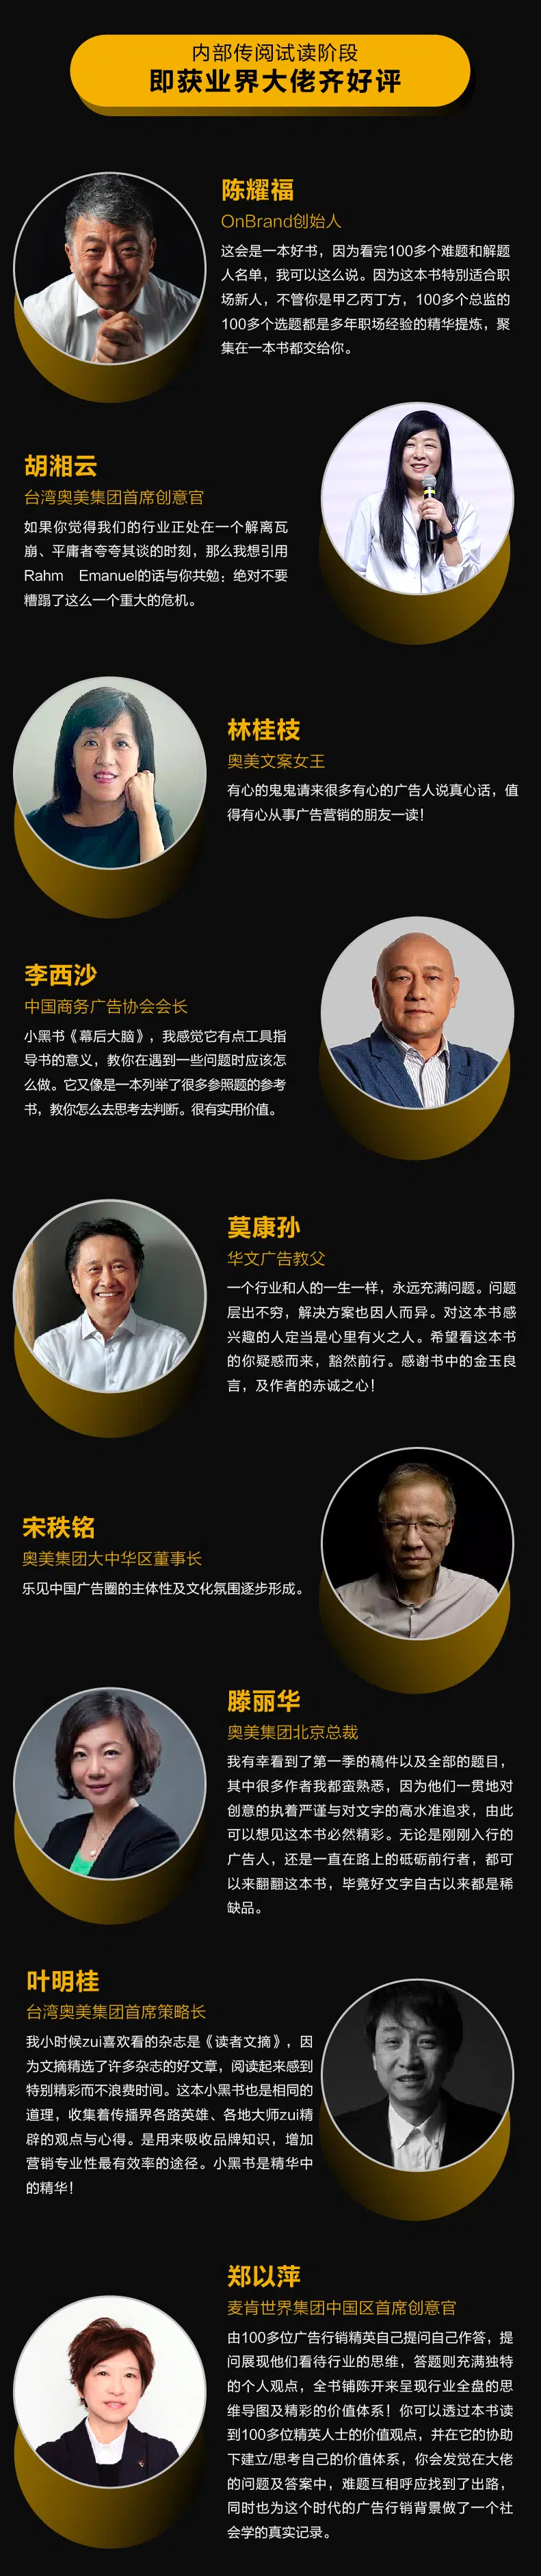 内部传阅试读阶段
即获业界大佬齐好评
陈耀福
OnBrand创始人
这会是一本好书，因为看完100多个难题和解题
人名单，我可以这么说。因为这本书特别适合职
场新人，不管你是甲乙丙丁方，100多个总监的
100多个选题都是多年职场经验的精华提炼，聚
集在一本书都交给你。
胡湘云
台湾奥美集团首席创意官
如果你觉得我们的行业正处在一个解离瓦
崩、平庸者夸夸其谈的时刻，那么我想引用
Rahm Emanuel的话与你共勉：绝对不要
糟蹋了这么一个重大的危机。
林桂枝
奥美文案女王
有心的鬼鬼请来很多有心的广告人说真心话，值
得有心从事广告营销的朋友一读！
李西沙
中国商务广告协会会长
小黑书《幕后大脑》，我感觉它有点工具指
导书的意义，教你在遇到一些问题时应该怎
么做。它又像是一本列举了很多参照题的参考
书，教你怎么去思考去判断。很有实用价值。
莫康孙
华文广告教父
一个行业和人的一生一样，永远充满问题。问题
层出不穷，解决方案也因人而异。对这本书感
兴趣的人定当是心里有火之人。希望看这本书
的你疑惑而来，豁然前行。感谢书中的金玉良
言，及作者的赤诚之心！
宋秩铭
奥美集团大中华区董事长
乐见中国广告圈的主体性及文化氛围逐步形成。
滕丽华
奥美集团北京总裁
我有幸看到了第一季的稿件以及全部的题目，
其中很多作者我都蛮熟悉，因为他们一贯地对
创意的执着严谨与对文字的高水准追求，由此
可以想见这本书必然精彩。无论是刚刚入行的
广告人，还是一直在路上的砥砺前行者，都可
以来翻翻这本书，毕竟好文字自古以来都是稀
缺品。
叶明桂
台湾奥美集团首席策略长
我小时候zui喜欢看的杂志是《读者文摘》，因
为文摘精选了许多杂志的好文章，阅读起来感到
特别精彩而不浪费时间。这本小黑书也是相同的
道理，收集着传播界各路英雄、各地大师zui精
辟的观点与心得。是用来吸收品牌知识，增加
营销专业性最有效率的途径。小黑书是精华中
的精华！
郑以萍
麦肯世界集团中国区首席创意官
由100多位广告行销精英自己提问自己作答，提
问展现他们看待行业的思维，答题则充满独特
的个人观点，全书铺陈开来呈现行业全盘的思
维导图及精彩的价值体系！你可以透过本书读
到100多位精英人士的价值观点，并在它的协助
下建立/思考自己的价值体系，你会发觉在大佬
的问题及答案中，难题互相呼应找到了出路，
同时也为这个时代的广告行销背景做了一个社
会学的真实记录。